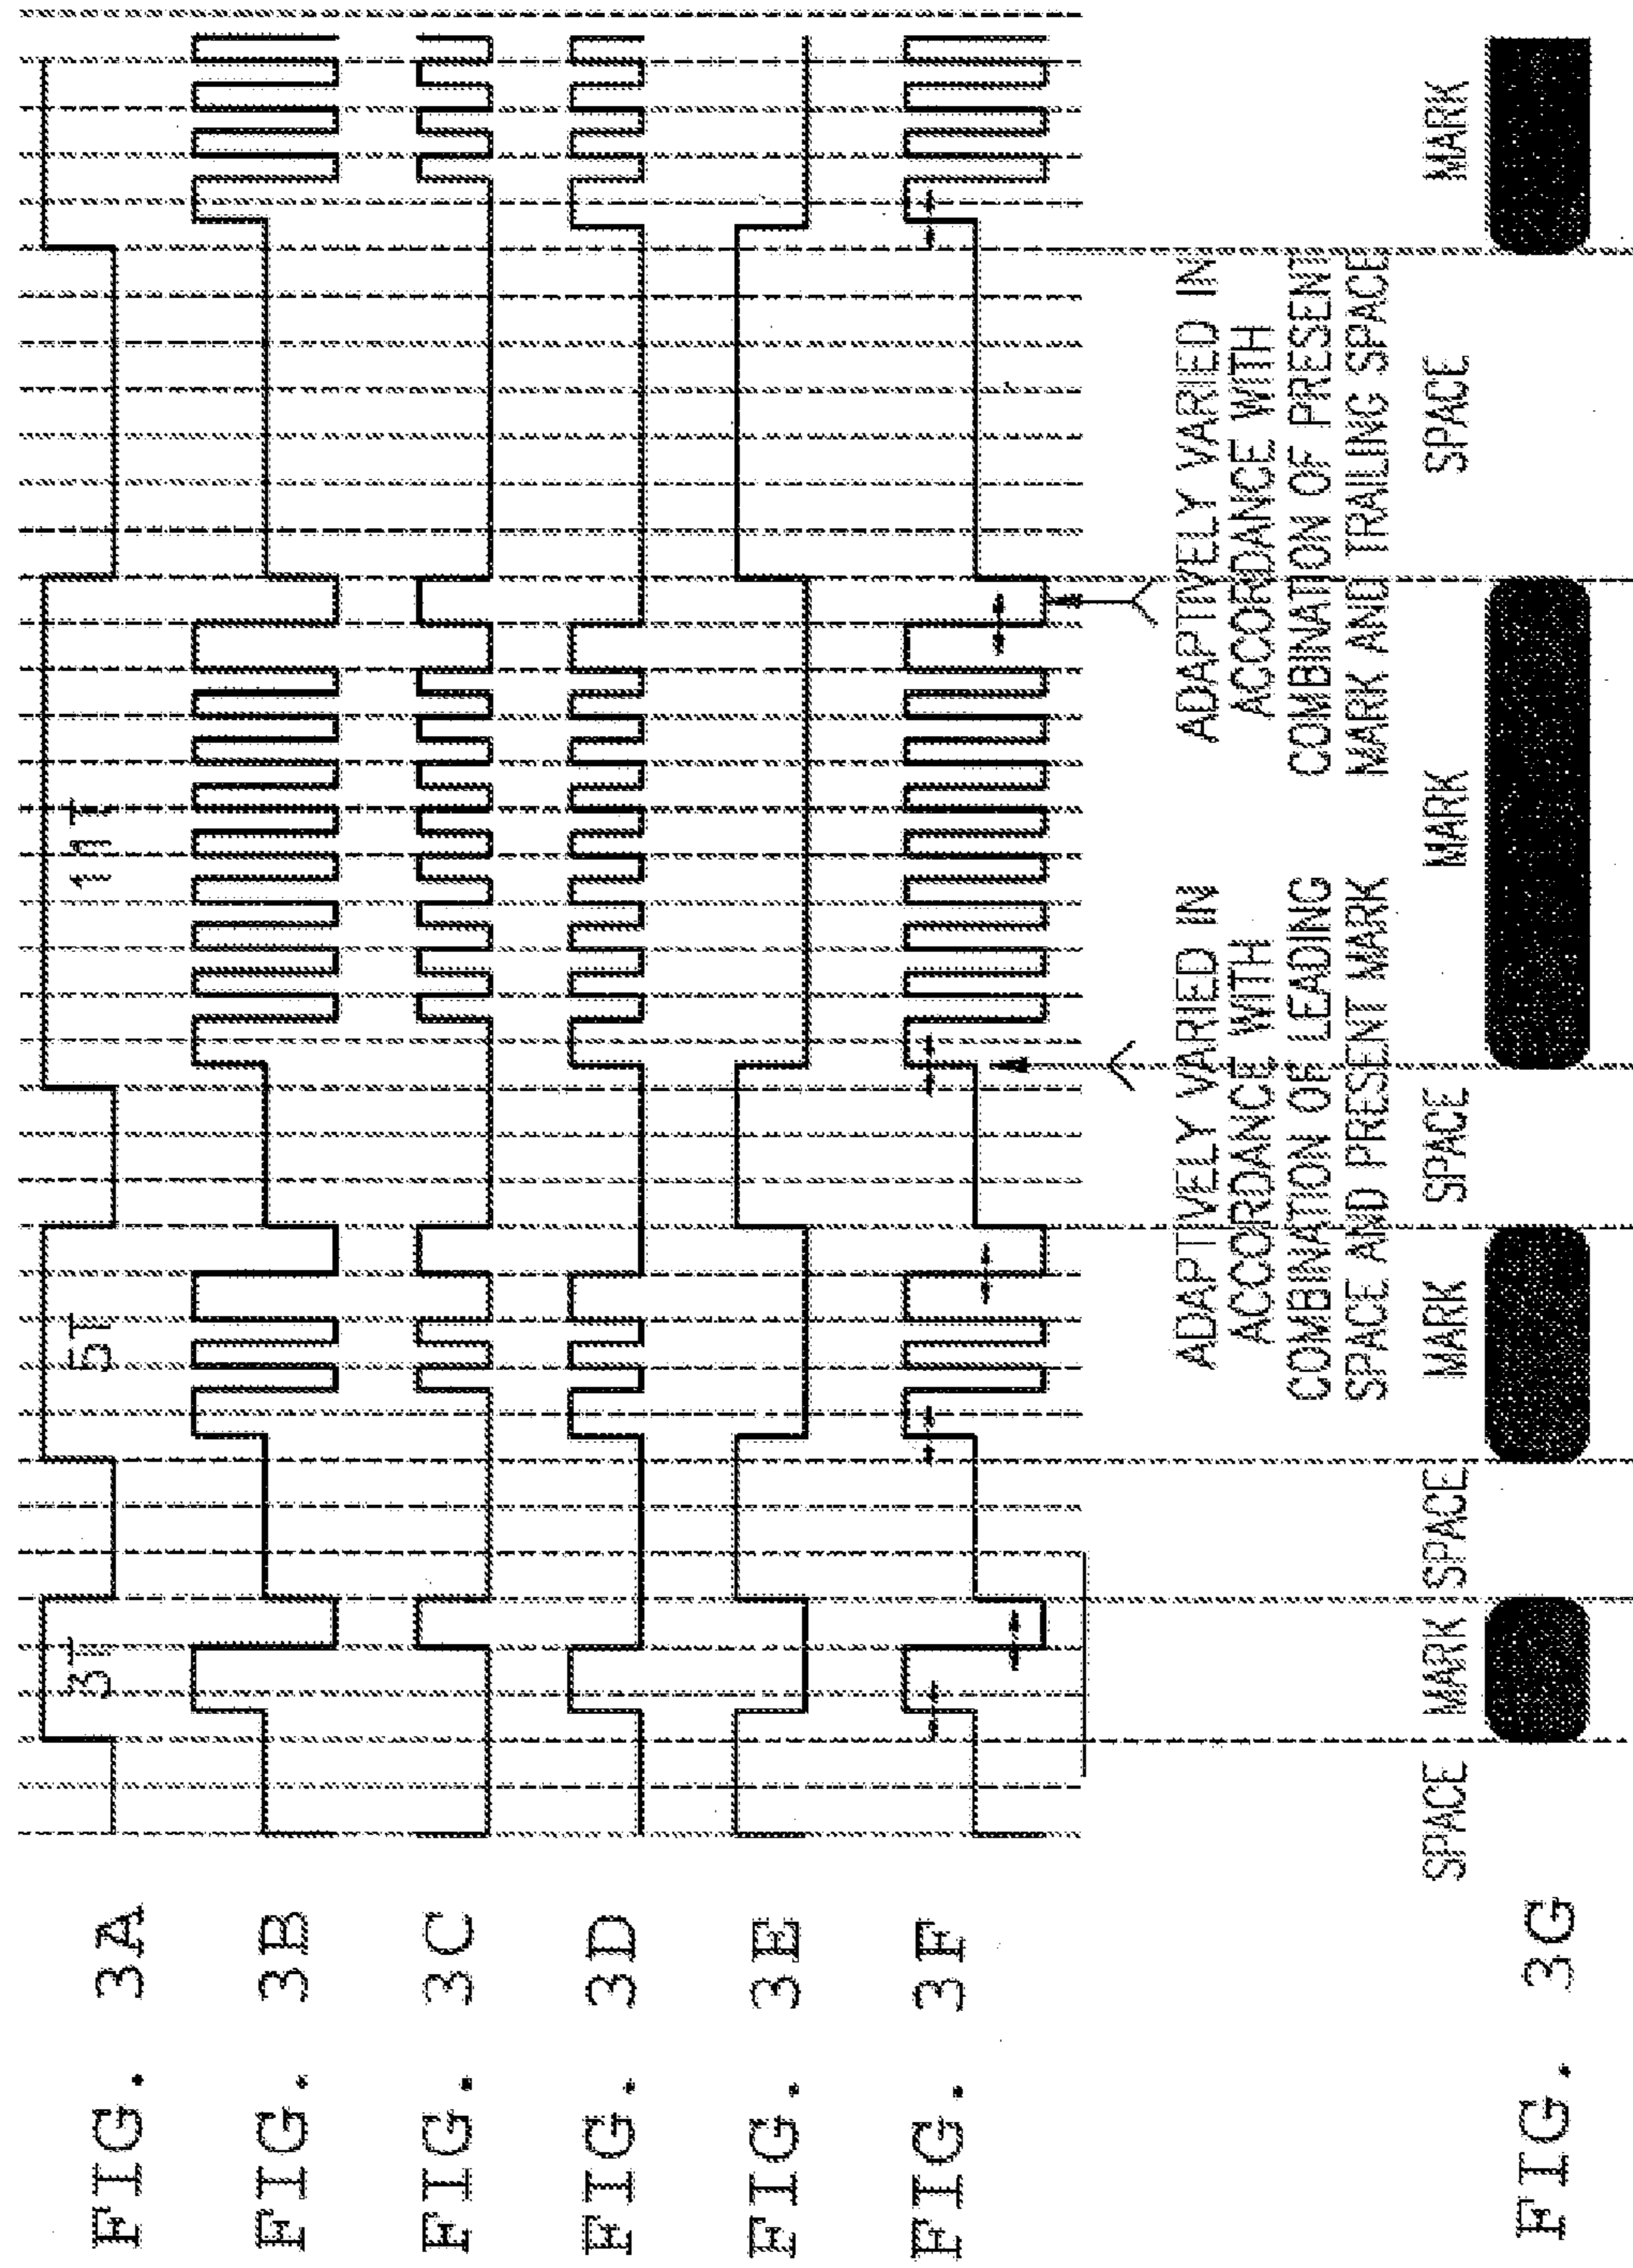 FIG. 3A
3T
5T
11T
FIG. 3B
FIG. 3C
FIG. 3D
FIG. 3E
FIG. 3F
ADAPTIVELY VARIED IN
ACCORDANCE WITH
COMBINATION OF LEADING
SPACE AND PRESENT MARK
ADAPTIVELY VARIED IN
ACCORDANCE WITH
COMBINATION OF PRESENT
MARK AND TRAILING SPACE
SPACE MARK SPACE MARK SPACE MARK SPACE MARK
FIG. 3G